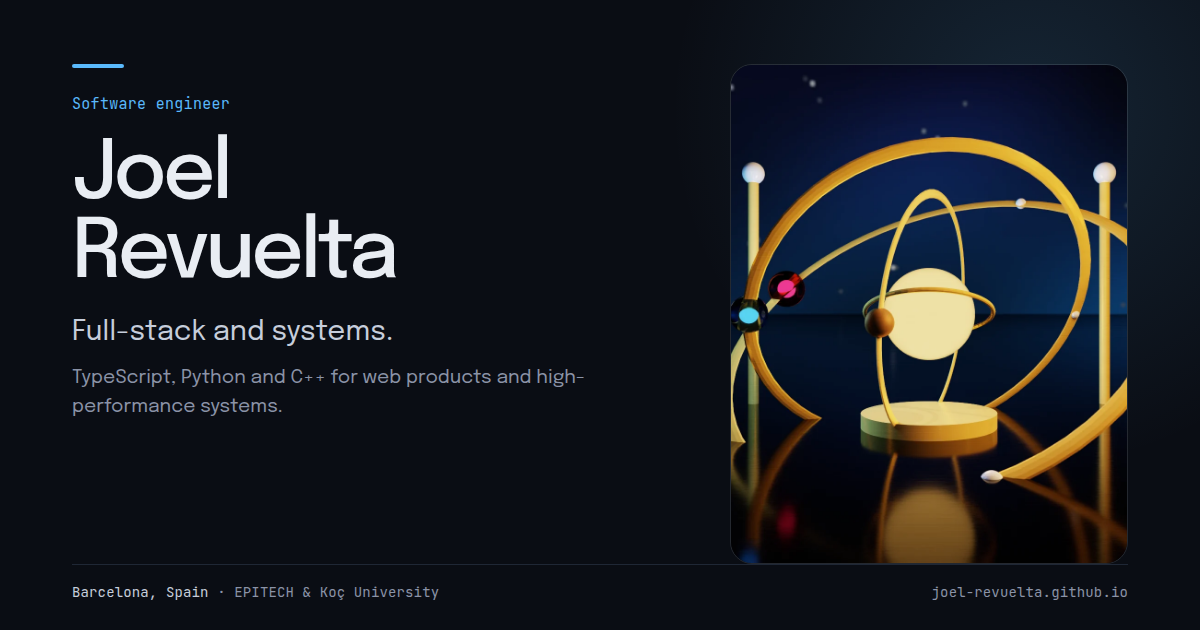 Software engineer
Joel
Revuelta
Full-stack and systems.
TypeScript, Python and C++ for web products and high-
performance systems.
Barcelona, Spain · EPITECH & Koç University
joel-revuelta.github.io